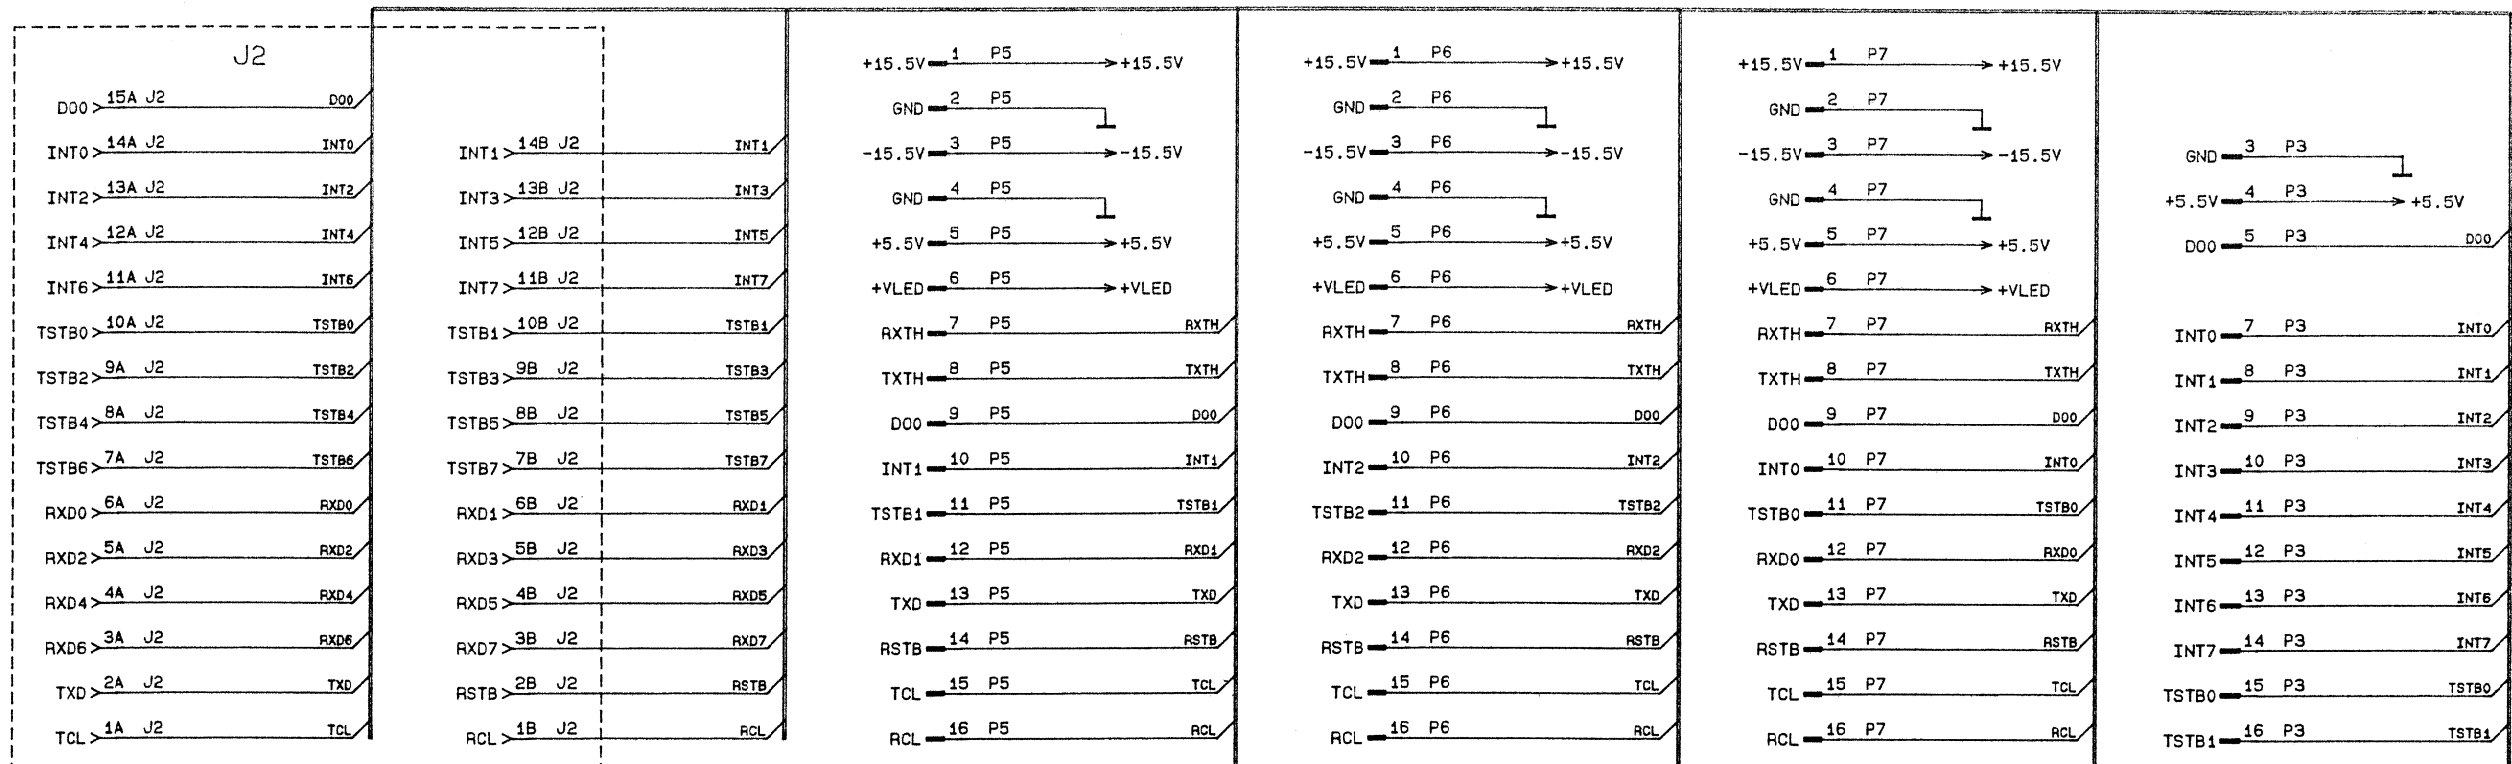 J2
D00 15A J2 D00
INT0 14A J2 INT0
INT2 13A J2 INT2
INT4 12A J2 INT4
INT6 11A J2 INT6
TSTB0 10A J2 TSTB0
TSTB2 9A J2 TSTB2
TSTB4 8A J2 TSTB4
TSTB6 7A J2 TSTB6
RXD0 6A J2 RXD0
RXD2 5A J2 RXD2
RXD4 4A J2 RXD4
RXD6 3A J2 RXD6
TXD 2A J2 TXD
TCL 1A J2 TCL
INT1 14B J2 INT1
INT3 13B J2 INT3
INT5 12B J2 INT5
INT7 11B J2 INT7
TSTB1 10B J2 TSTB1
TSTB3 9B J2 TSTB3
TSTB5 8B J2 TSTB5
TSTB7 7B J2 TSTB7
RXD1 6B J2 RXD1
RXD3 5B J2 RXD3
RXD5 4B J2 RXD5
RXD7 3B J2 RXD7
RSTB 2B J2 RSTB
RCL 1B J2 RCL
+15.5V 1 P5 +15.5V
GND 2 P5
-15.5V 3 P5 -15.5V
GND 4 P5
+5.5V 5 P5 +5.5V
+VLED 6 P5 +VLED
RXTH 7 P5 RXTH
TXTH 8 P5 TXTH
D00 9 P5 D00
INT1 10 P5 INT1
TSTB1 11 P5 TSTB1
RXD1 12 P5 RXD1
TXD 13 P5 TXD
RSTB 14 P5 RSTB
TCL 15 P5 TCL
RCL 16 P5 RCL
+15.5V 1 P6 +15.5V
GND 2 P6
-15.5V 3 P6 -15.5V
GND 4 P6
+5.5V 5 P6 +5.5V
+VLED 6 P6 +VLED
RXTH 7 P6 RXTH
TXTH 8 P6 TXTH
D00 9 P6 D00
INT2 10 P6 INT2
TSTB2 11 P6 TSTB2
RXD2 12 P6 RXD2
TXD 13 P6 TXD
RSTB 14 P6 RSTB
TCL 15 P6 TCL
RCL 16 P6 RCL
+15.5V 1 P7 +15.5V
GND 2 P7
-15.5V 3 P7 -15.5V
GND 4 P7
+5.5V 5 P7 +5.5V
+VLED 6 P7 +VLED
RXTH 7 P7 RXTH
TXTH 8 P7 TXTH
D00 9 P7 D00
INT0 10 P7 INT0
TSTB0 11 P7 TSTB0
RXD0 12 P7 RXD0
TXD 13 P7 TXD
RSTB 14 P7 RSTB
TCL 15 P7 TCL
RCL 16 P7 RCL
GND 3 P3
+5.5V 4 P3 +5.5V
D00 5 P3 D00
INT0 7 P3 INT0
INT1 8 P3 INT1
INT2 9 P3 INT2
INT3 10 P3 INT3
INT4 11 P3 INT4
INT5 12 P3 INT5
INT6 13 P3 INT6
INT7 14 P3 INT7
TSTB0 15 P3 TSTB0
TSTB1 16 P3 TSTB1